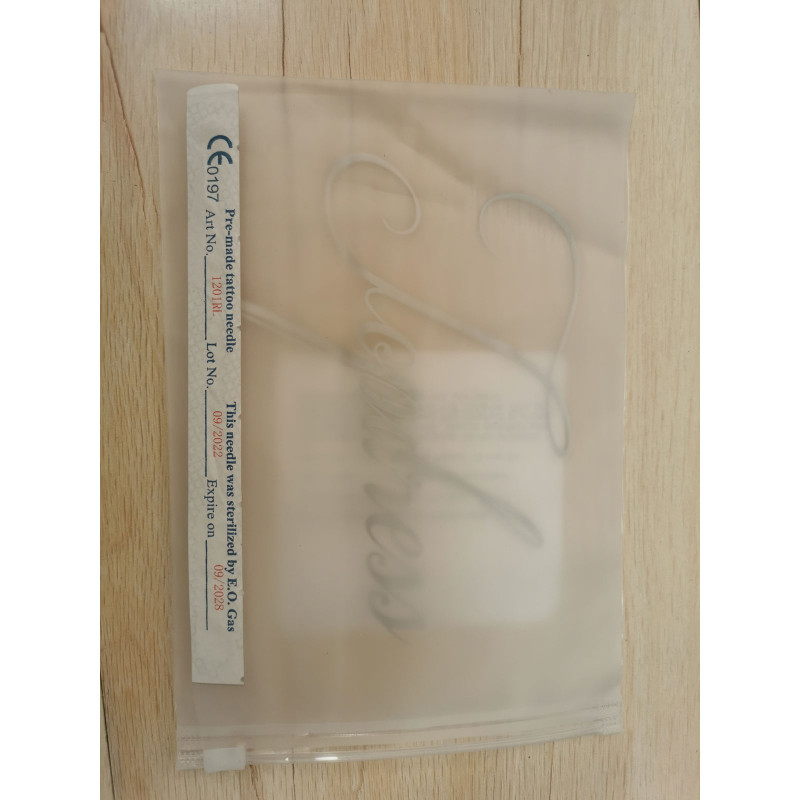 Pre-made tattoo needle This needle was sterilized by E.O. Gas
CE0197 Art No. 1201RL Lot No. 09/2022 Expire on 09/2028